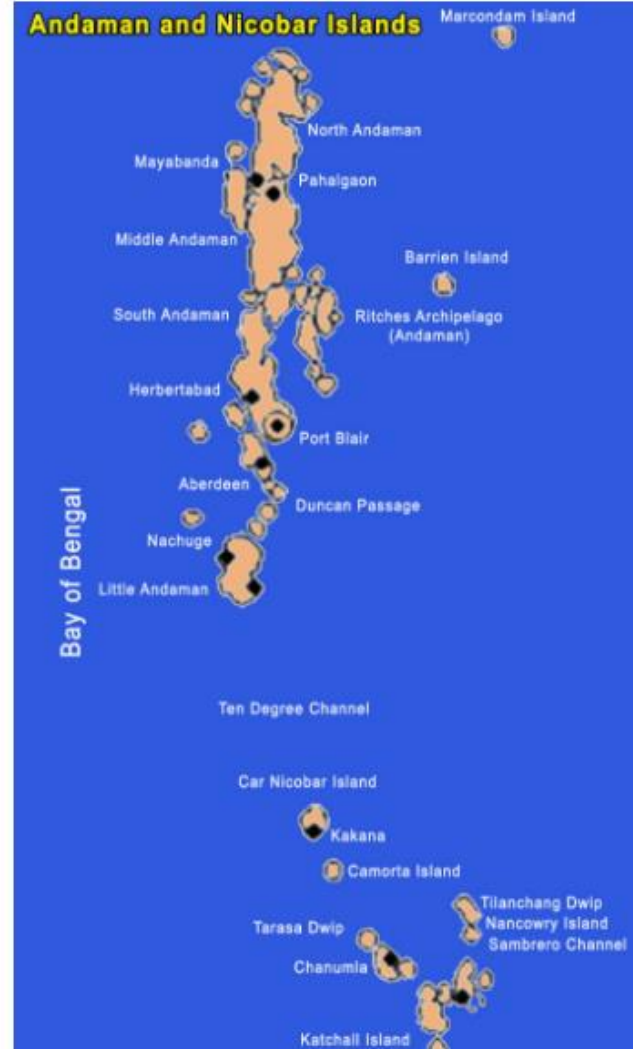 Andaman and Nicobar Islands
Marcondam Island
North Andaman
Mayabanda
Pahalgaon
Middle Andaman
Barrien Island
South Andaman
Ritches Archipelago
(Andaman)
Herbertabad
Port Blair
Aberdeen
Duncan Passage
Bay of Bengal
Nachuge
Little Andaman
Ten Degree Channel
Car Nicobar Island
Kakana
Camorta Island
Tilanchang Dwip
Nancowry Island
Tarasa Dwip
Sambrero Channel
Chanumla
Katchall Island